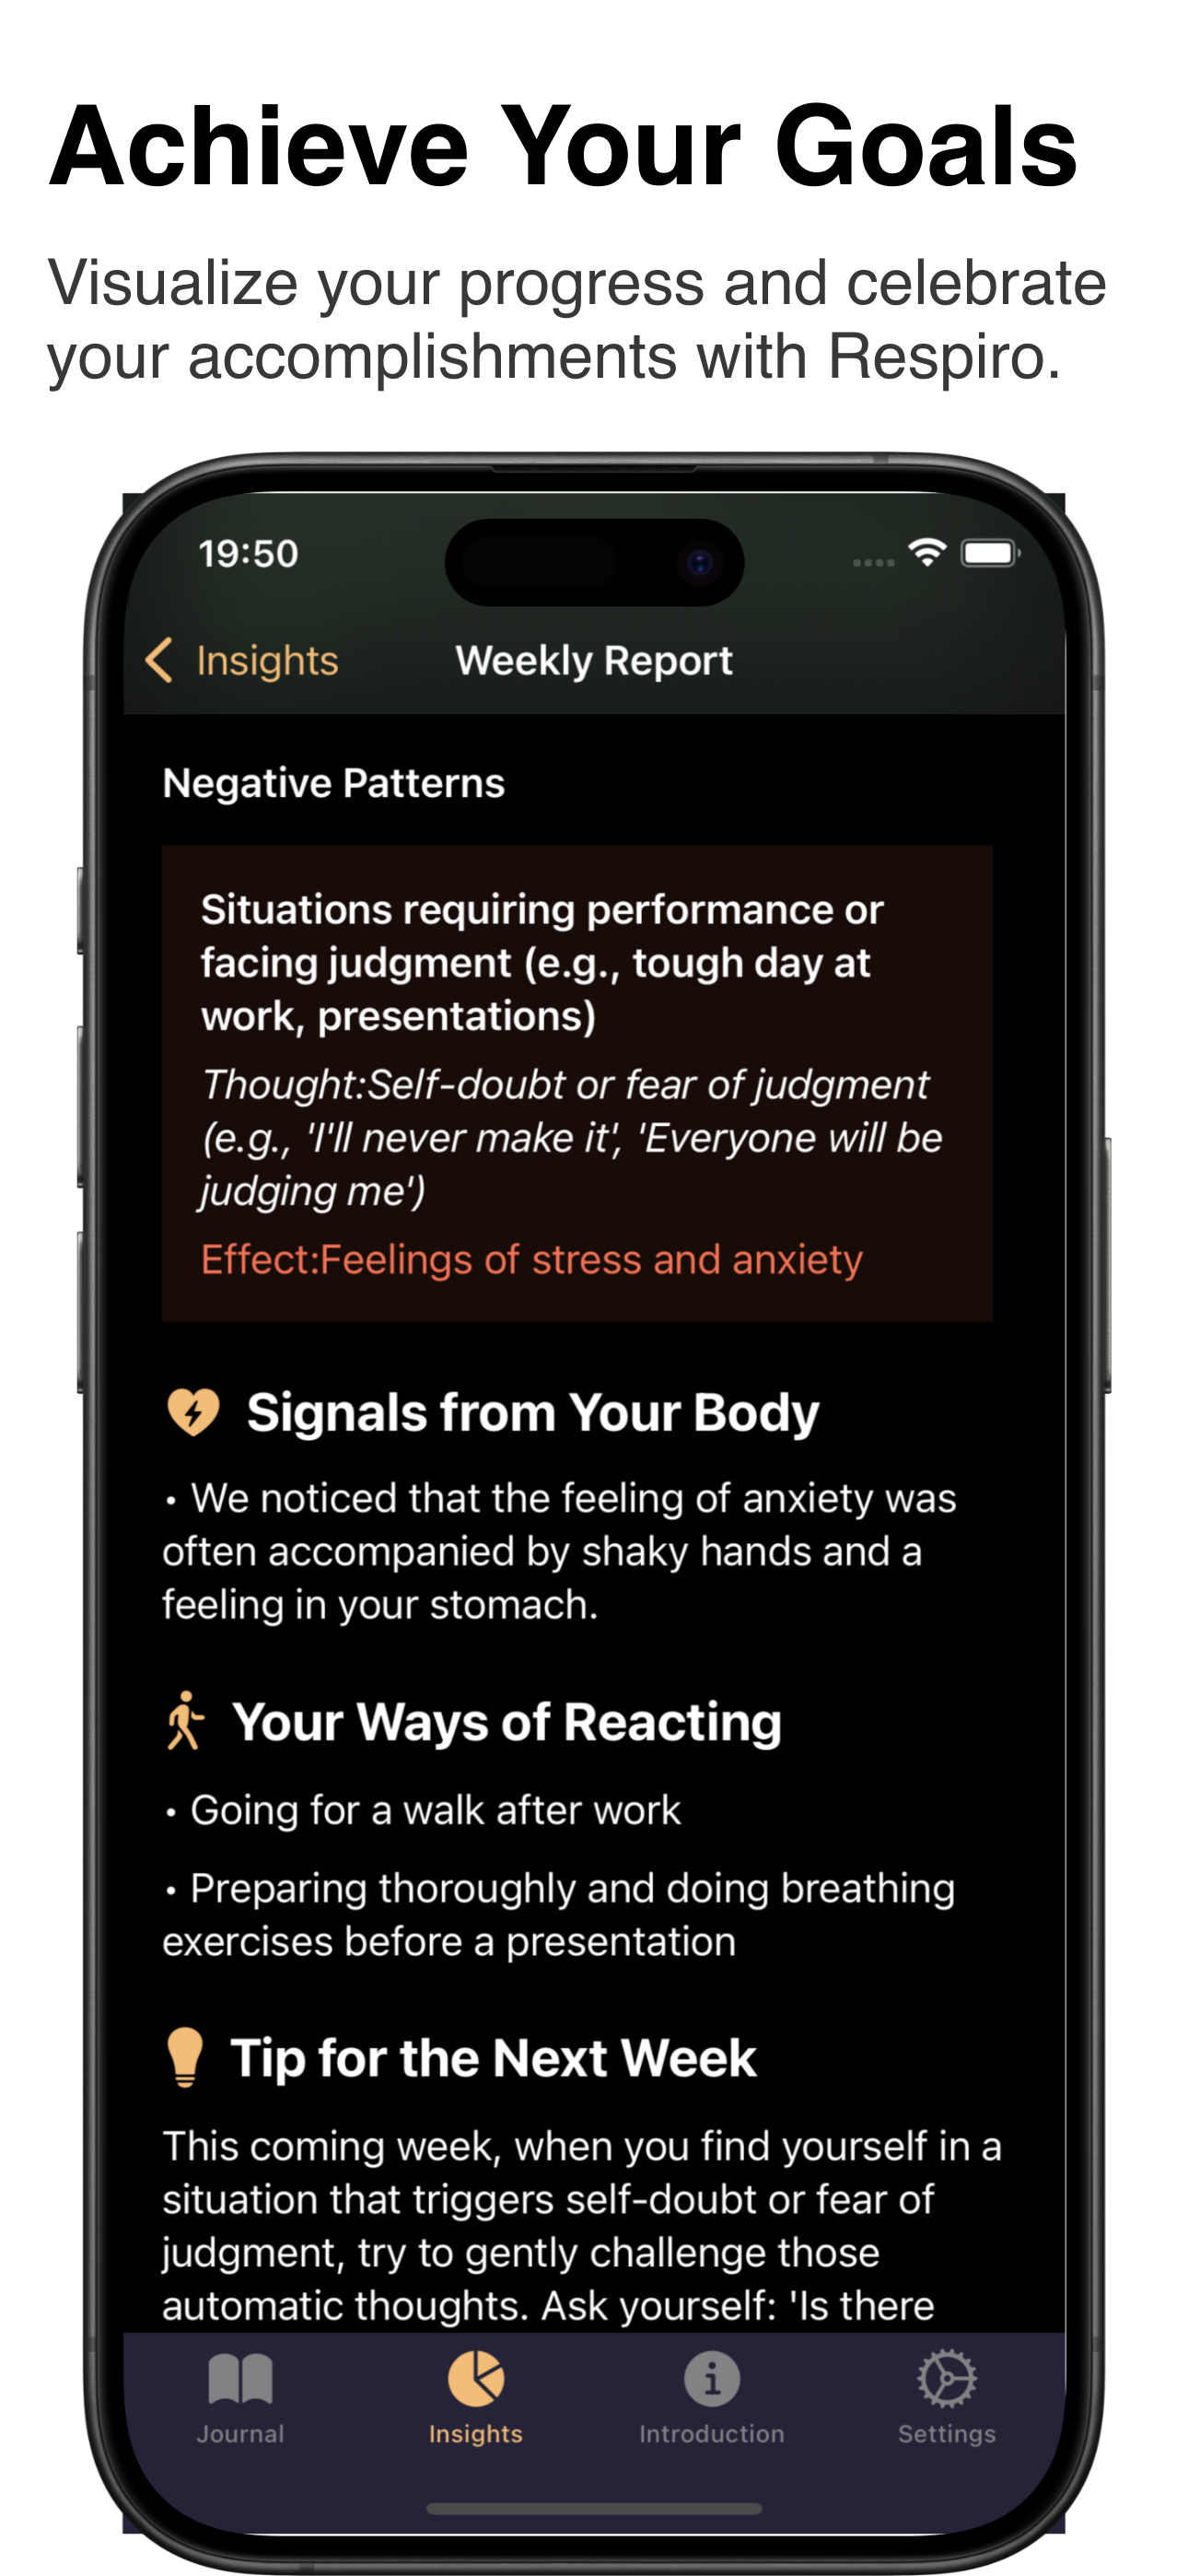 Achieve Your Goals
Visualize your progress and celebrate
your accomplishments with Respiro.
19:50
Insights
Weekly Report
Negative Patterns
Situations requiring performance or
facing judgment (e.g., tough day at
work, presentations)
Thought:Self-doubt or fear of judgment
(e.g., 'I'll never make it', 'Everyone will be
judging me')
Effect:Feelings of stress and anxiety
Signals from Your Body
• We noticed that the feeling of anxiety was
often accompanied by shaky hands and a
feeling in your stomach.
Your Ways of Reacting
• Going for a walk after work
• Preparing thoroughly and doing breathing
exercises before a presentation
Tip for the Next Week
This coming week, when you find yourself in a
situation that triggers self-doubt or fear of
judgment, try to gently challenge those
automatic thoughts. Ask yourself: 'Is there
Journal
Insights
Introduction
Settings